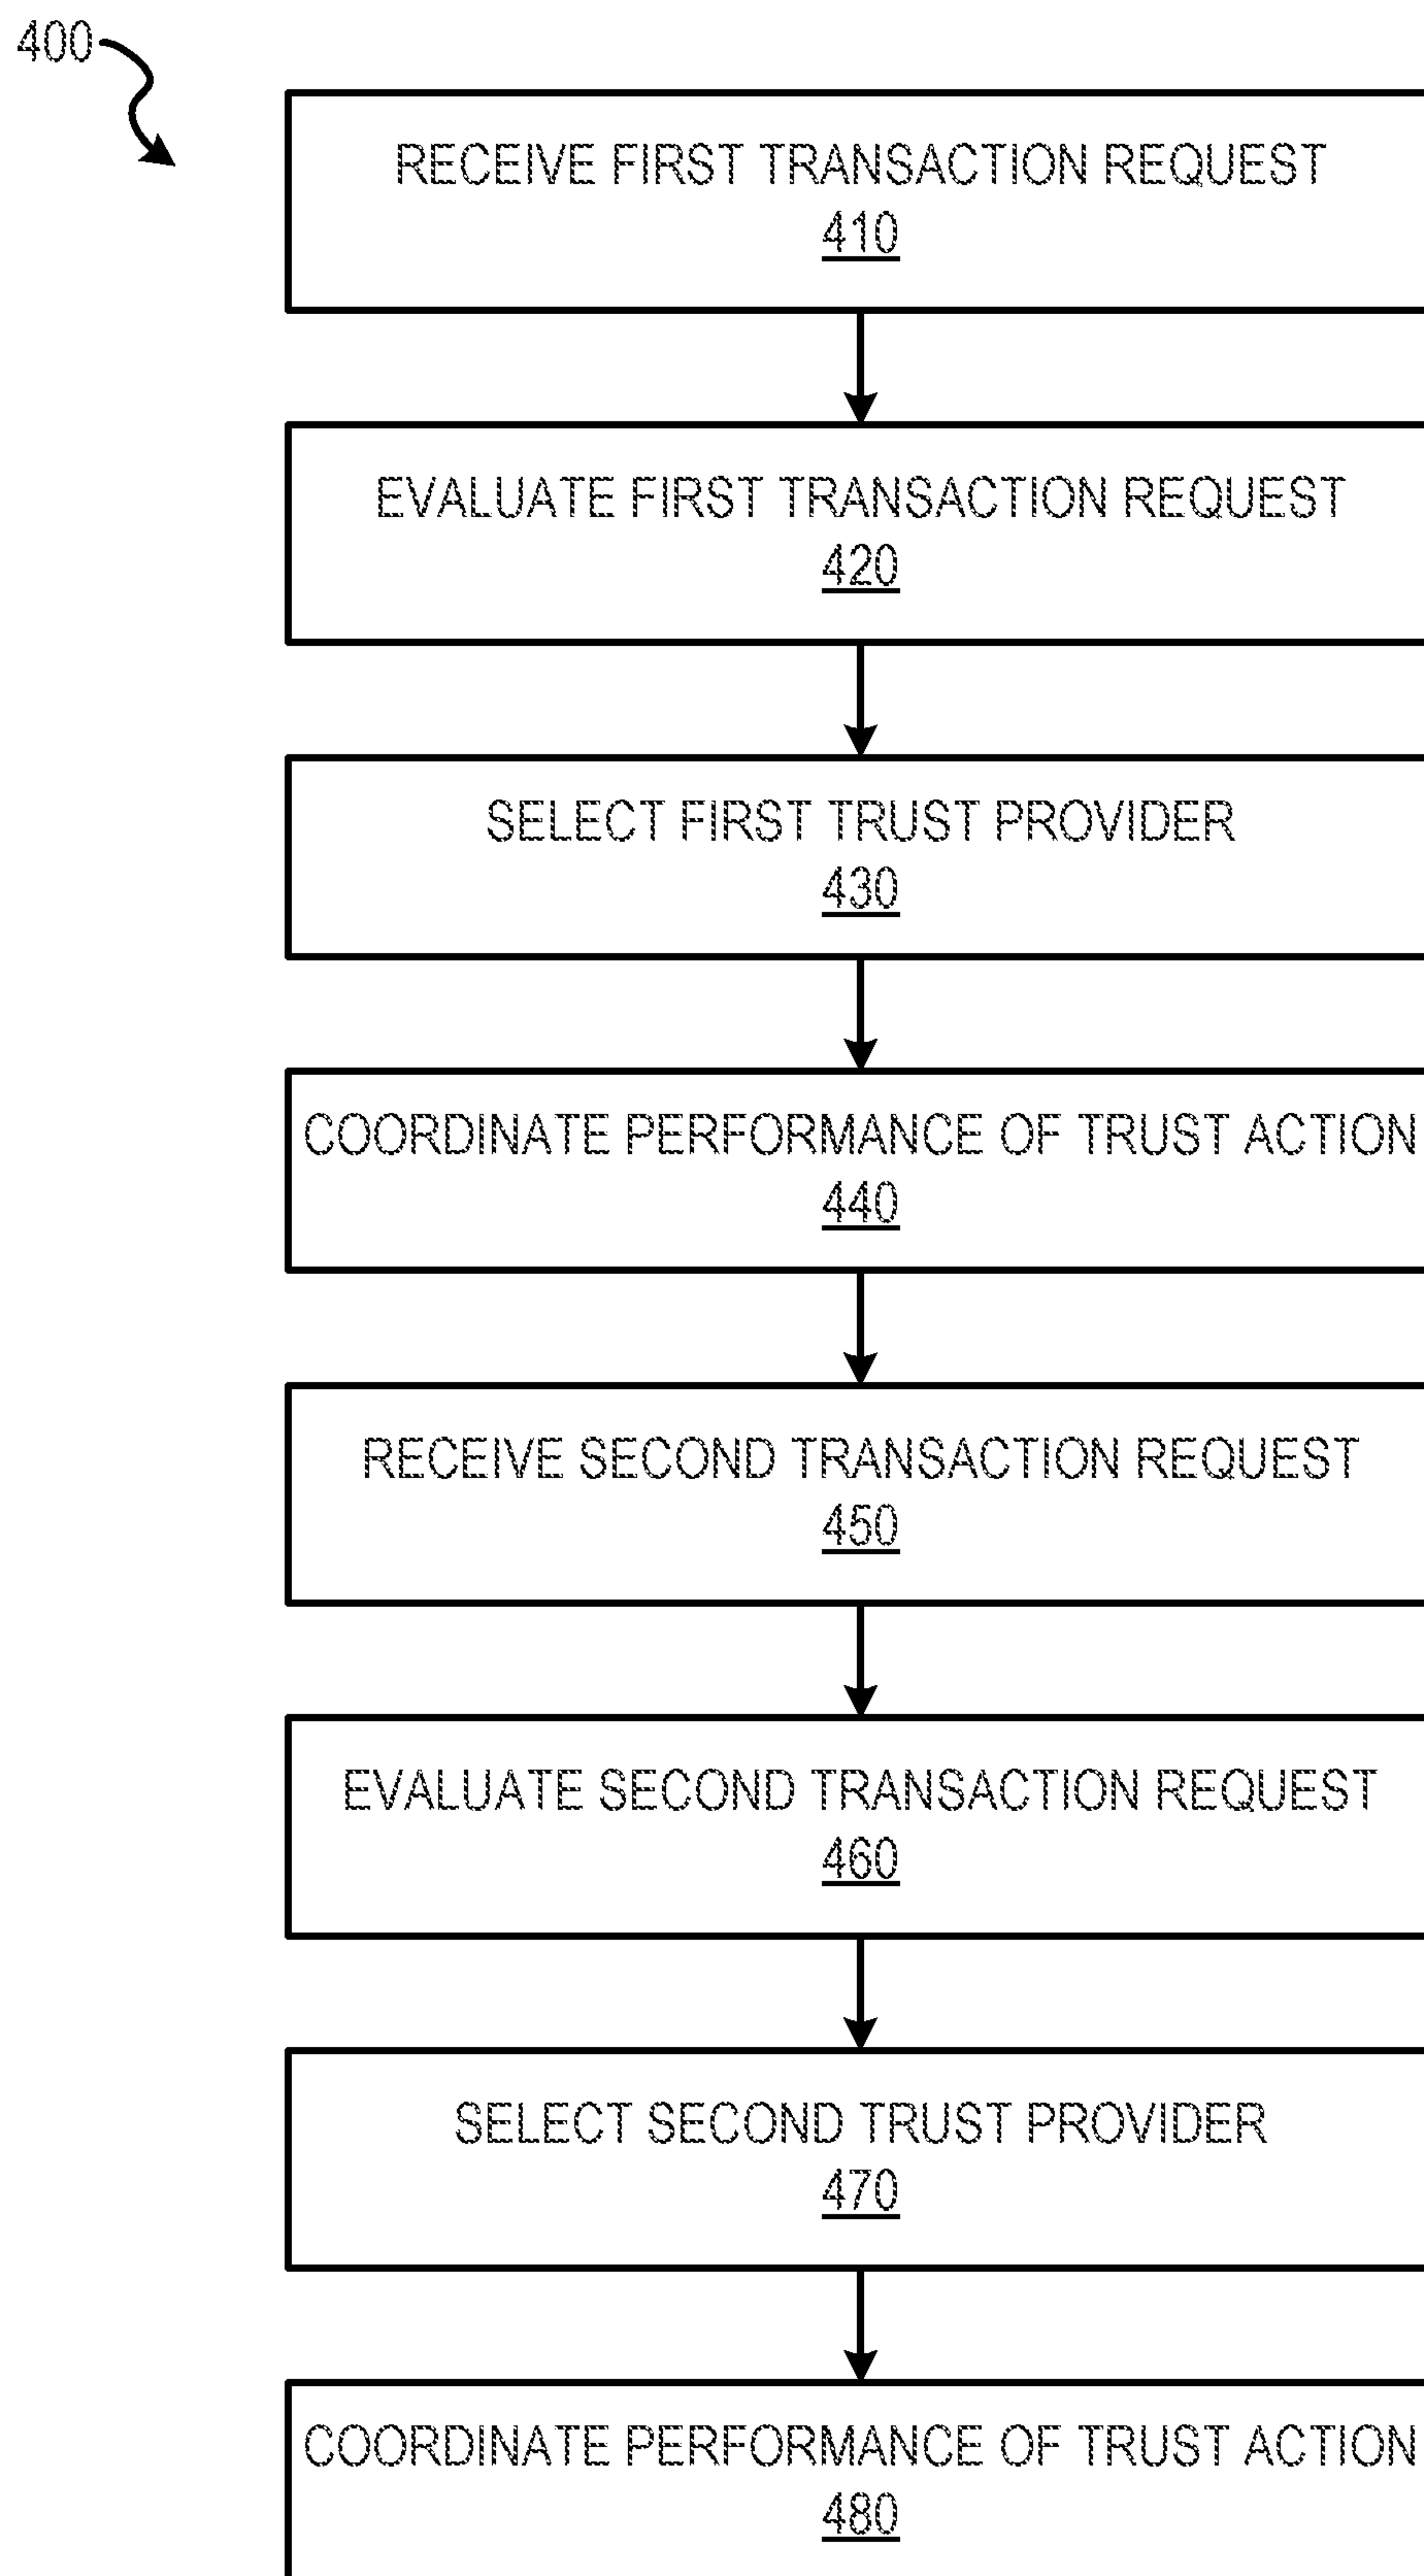 400
RECEIVE FIRST TRANSACTION REQUEST
410
EVALUATE FIRST TRANSACTION REQUEST
420
SELECT FIRST TRUST PROVIDER
430
COORDINATE PERFORMANCE OF TRUST ACTION
440
RECEIVE SECOND TRANSACTION REQUEST
450
EVALUATE SECOND TRANSACTION REQUEST
460
SELECT SECOND TRUST PROVIDER
470
COORDINATE PERFORMANCE OF TRUST ACTION
480